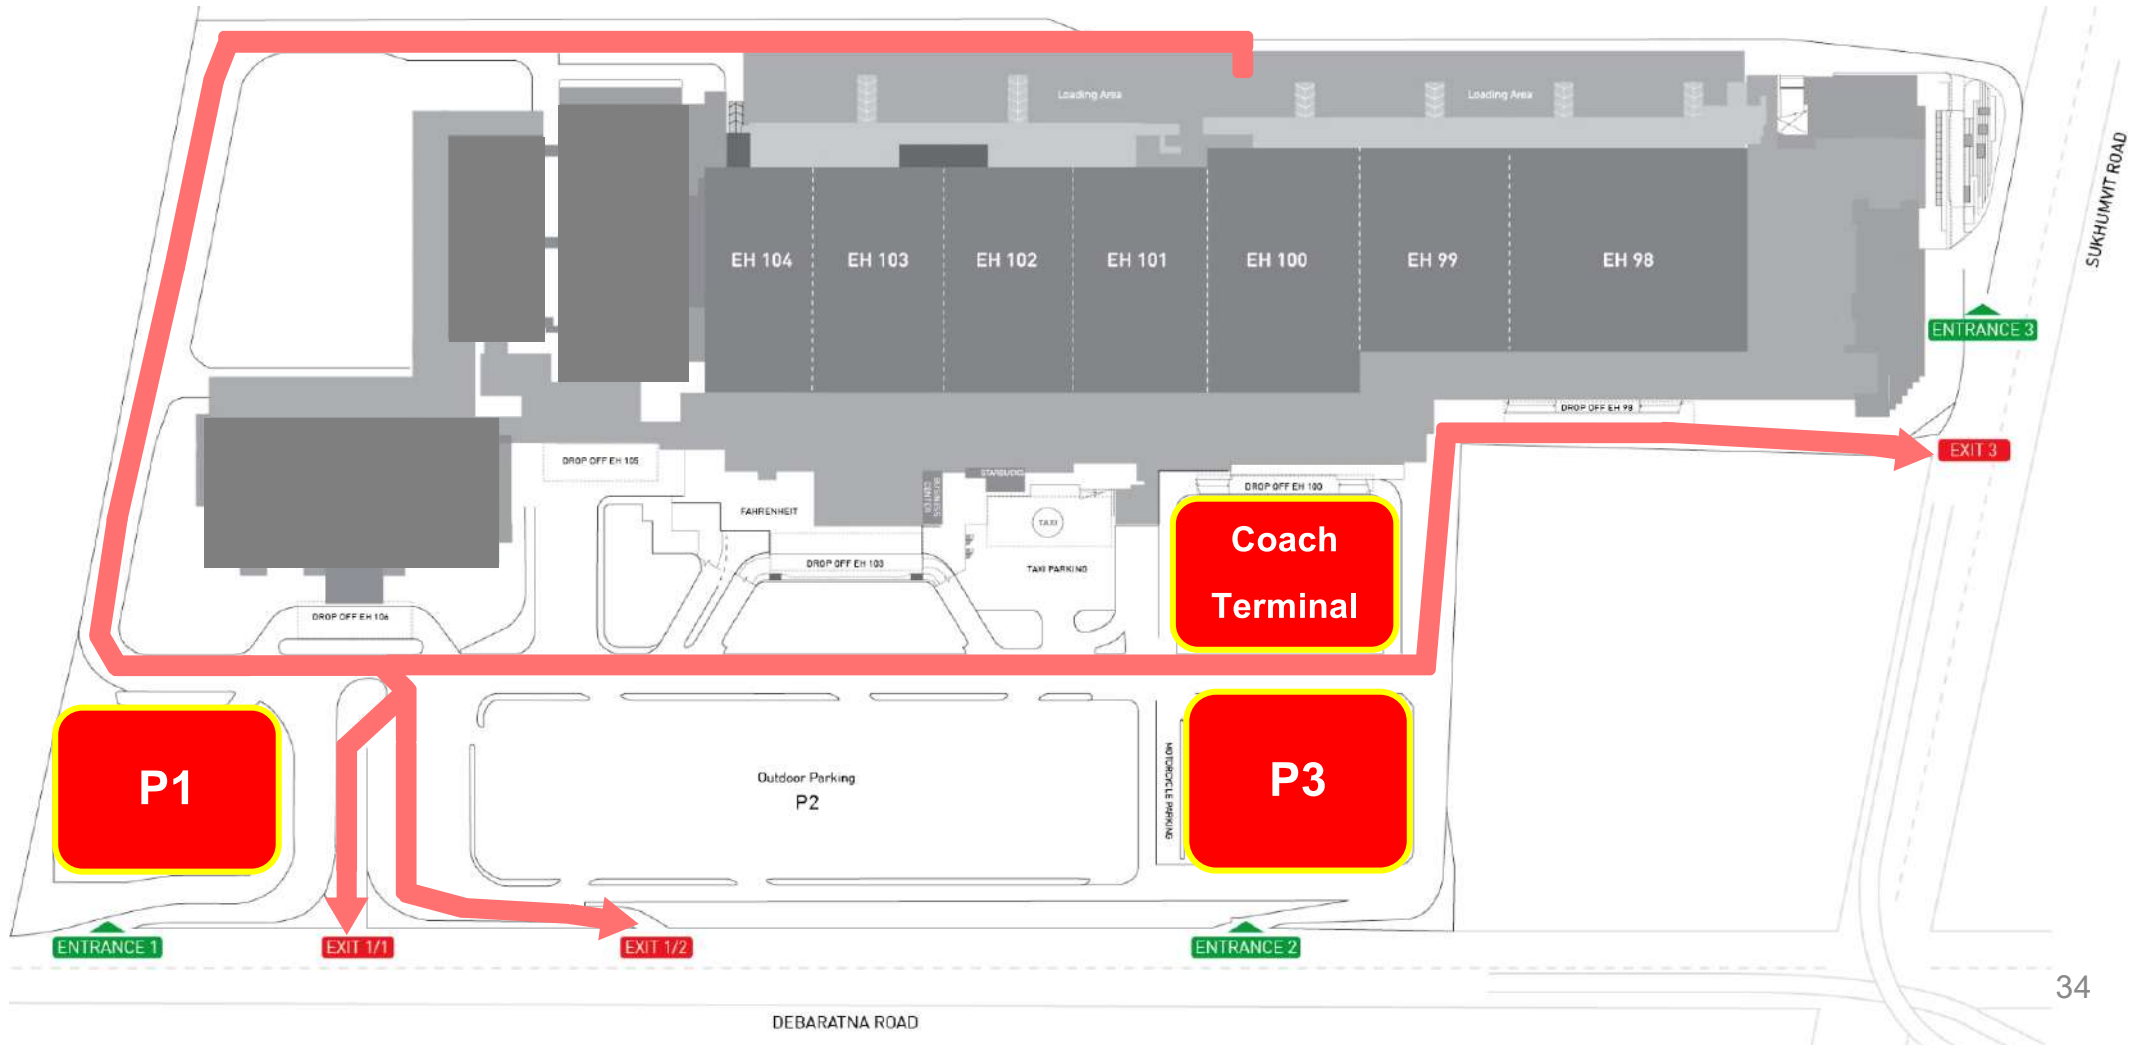 Loading Area
Loading Area
SUKHUMVIT ROAD
EH 104
EH 103
EH 102
EH 101
EH 100
EH 99
EH 98
ENTRANCE 3
DROP OFF EH 98
EXIT 3
DROP OFF EH 105
STARBUCKS
BUSINESS
CENTER
DROP OFF EH 100
FAHRENHEIT
TAXI
Coach
Terminal
DROP OFF EH 103
TAXI PARKING
DROP OFF EH 106
P1
Outdoor Parking
P2
MOTORCYCLE PARKING
P3
ENTRANCE 1
EXIT 1/1
EXIT 1/2
ENTRANCE 2
34
DEBARATNA ROAD